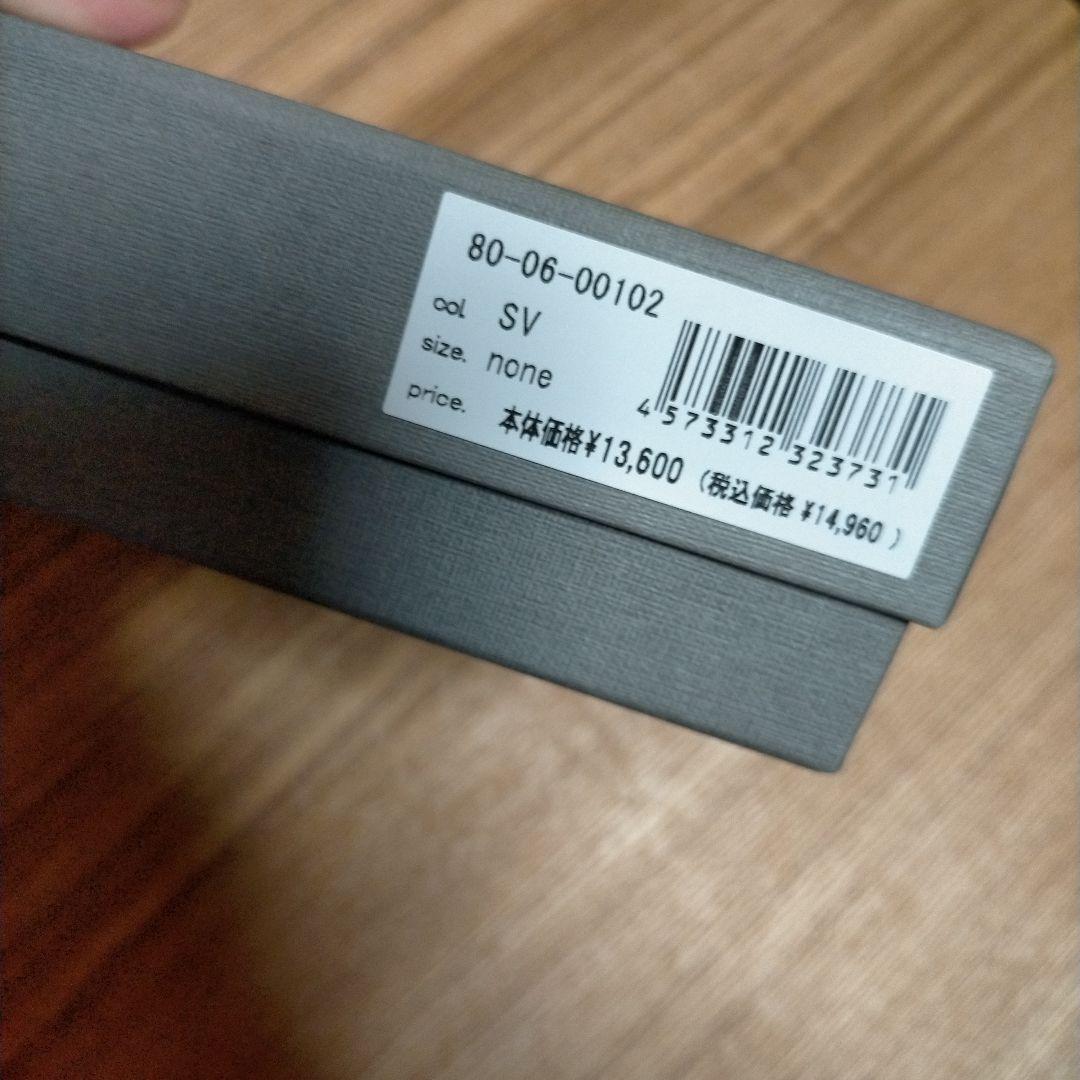 80-06-00102
col. SV
size. none
4 573312 323731
price. 本体価格¥13,600 (税込価格 ¥14,960 )